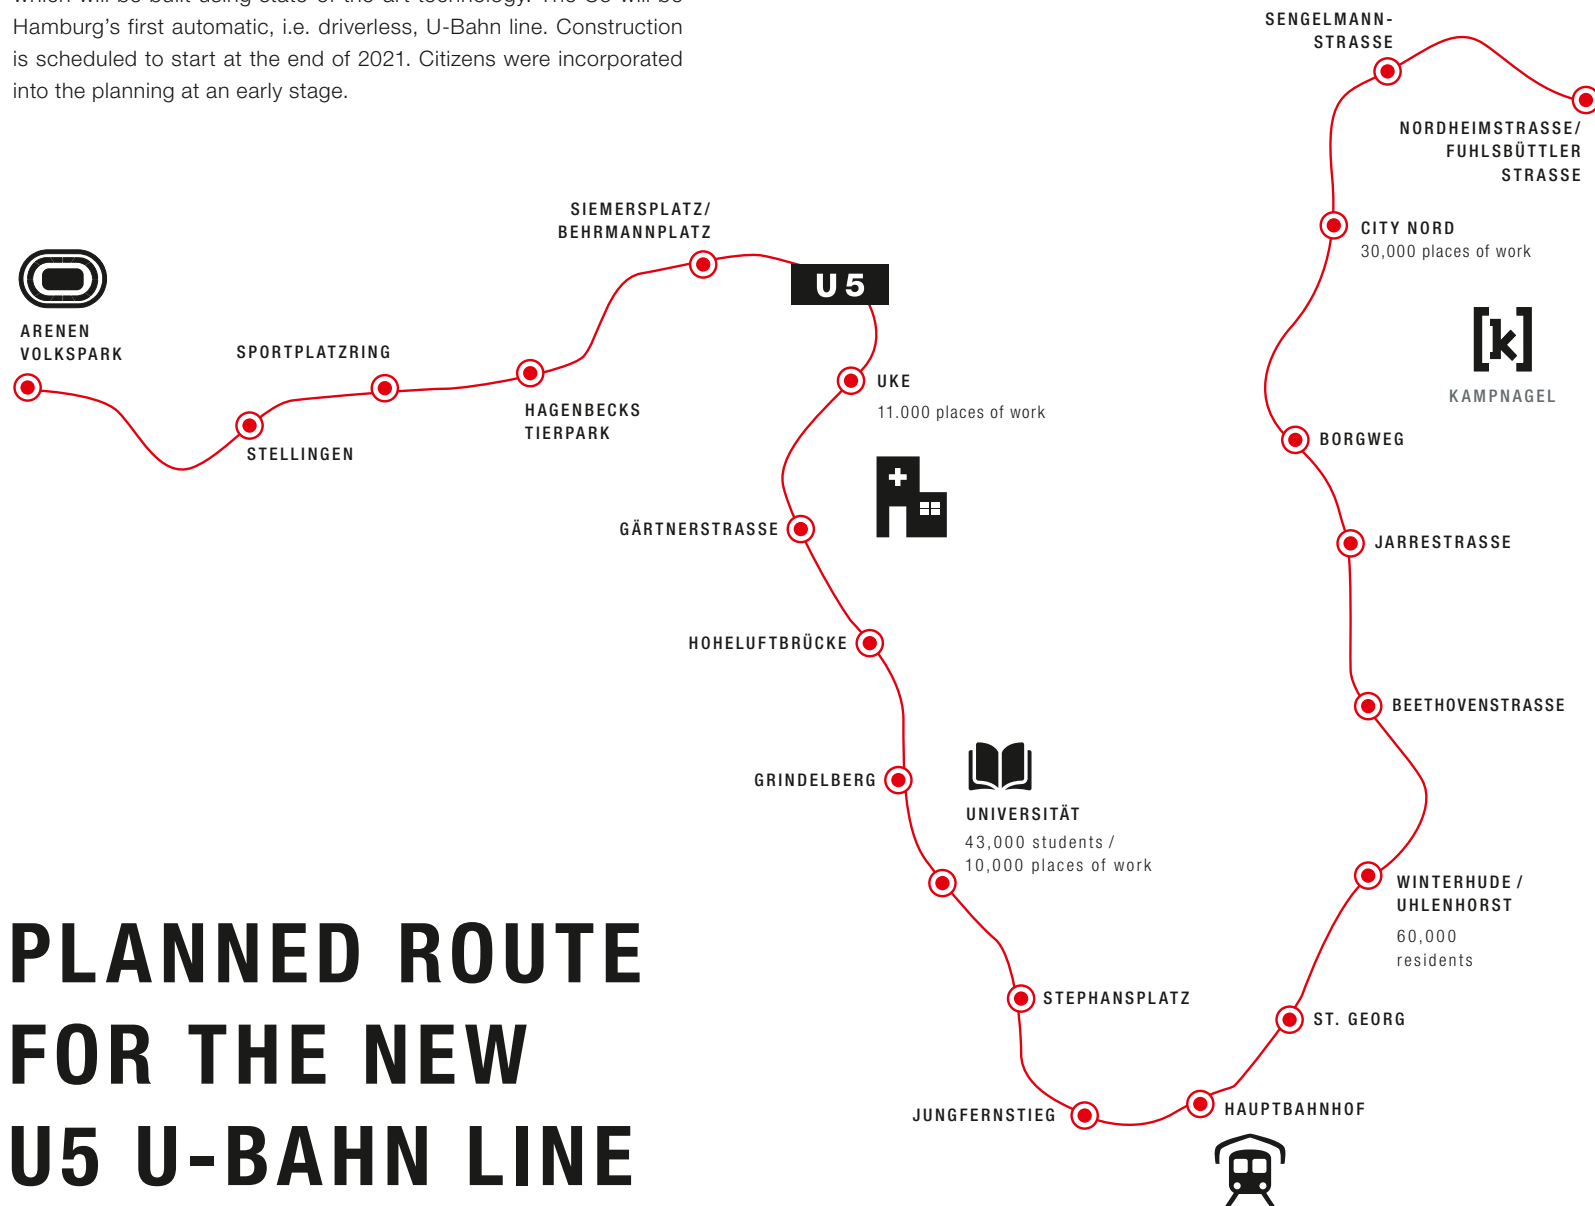 Hamburg’s first automatic, i.e. driverless, U-Bahn line. Construction
is scheduled to start at the end of 2021. Citizens were incorporated
into the planning at an early stage.
SENGELMANN-
STRASSE
NORDHEIMSTRASSE/
FUHLSBÜTTLER
STRASSE
SIEMERSPLATZ/
BEHRMANNPLATZ
CITY NORD
30,000 places of work
U5
ARENEN
VOLKSPARK
SPORTPLATZRING
HAGENBECKS
TIERPARK
UKE
11.000 places of work
[k]
KAMPNAGEL
STELLINGEN
BORGWEG
GÄRTNERSTRASSE
JARRESTRASSE
HOHELUFTBRÜCKE
BEETHOVENSTRASSE
GRINDELBERG
UNIVERSITÄT
43,000 students /
10,000 places of work
WINTERHUDE /
UHLENHORST
60,000
residents
STEPHANSPLATZ
ST. GEORG
JUNGFERNSTIEG
HAUPTBAHNHOF
PLANNED ROUTE
FOR THE NEW
U5 U-BAHN LINE